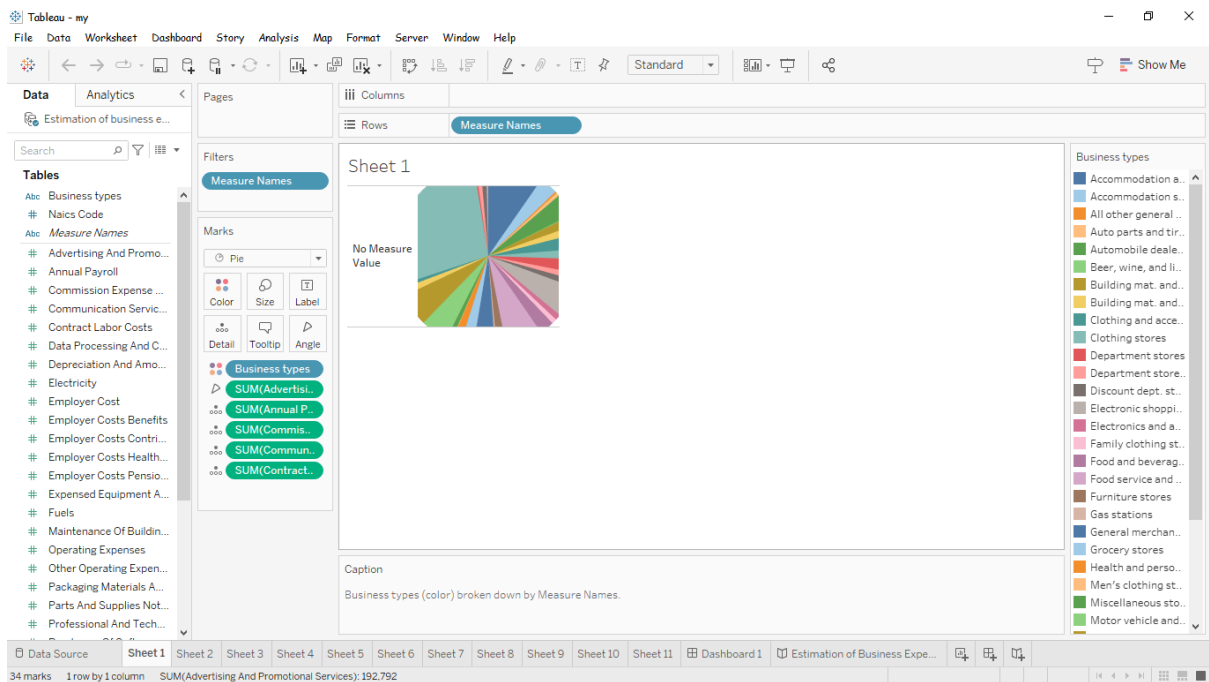 Tableau - my
File Data Worksheet Dashboard Story Analysis Map Format Server Window Help
Standard
Show Me
Data Analytics
Estimation of business e...
Search
Tables
Abc Business types
# Naics Code
Abc Measure Names
# Advertising And Promo...
# Annual Payroll
# Commission Expense ...
# Communication Servic...
# Contract Labor Costs
# Data Processing And C...
# Depreciation And Amo...
# Electricity
# Employer Cost
# Employer Costs Benefits
# Employer Costs Contri...
# Employer Costs Health...
# Employer Costs Pensio...
# Expensed Equipment A...
# Fuels
# Maintenance Of Buildin...
# Operating Expenses
# Other Operating Expen...
# Packaging Materials A...
# Parts And Supplies Not...
# Professional And Tech...
Pages
Filters
Measure Names
Marks
Pie
Color Size Label
Detail Tooltip Angle
Business types
SUM(Advertisi..
SUM(Annual P..
SUM(Commis..
SUM(Commun..
SUM(Contract..
Columns
Rows Measure Names
Sheet 1
No Measure
Value
Caption
Business types (color) broken down by Measure Names.
Business types
Accommodation a..
Accommodation s..
All other general ..
Auto parts and tir..
Automobile deale..
Beer, wine, and li..
Building mat. and..
Building mat. and..
Clothing and acce..
Clothing stores
Department stores
Department store..
Discount dept. st..
Electronic shoppi..
Electronics and a..
Family clothing st..
Food and beverag..
Food service and ..
Furniture stores
Gas stations
General merchan..
Grocery stores
Health and perso..
Men's clothing st..
Miscellaneous sto..
Motor vehicle and..
Data Source Sheet 1 Sheet 2 Sheet 3 Sheet 4 Sheet 5 Sheet 6 Sheet 7 Sheet 8 Sheet 9 Sheet 10 Sheet 11 Dashboard 1 Estimation of Business Expe...
34 marks 1 row by 1 column SUM(Advertising And Promotional Services): 192,792